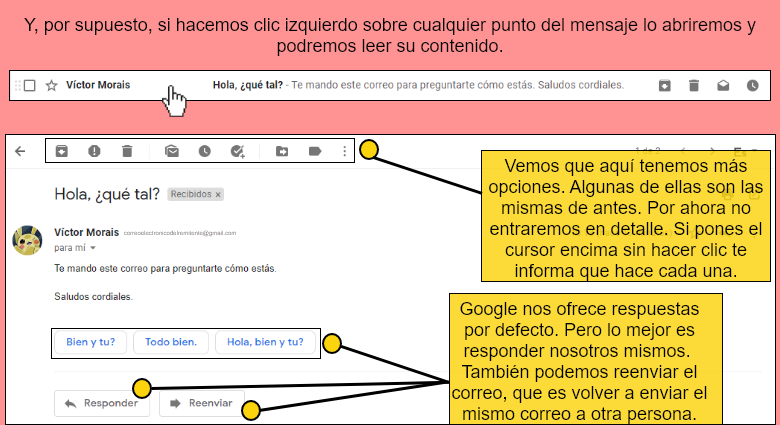 Y, por supuesto, si hacemos clic izquierdo sobre cualquier punto del mensaje lo abriremos y
podremos leer su contenido.
Víctor Morais Hola, ¿qué tal? - Te mando este correo para preguntarte cómo estás. Saludos cordiales.
Vemos que aquí tenemos más
opciones. Algunas de ellas son las
mismas de antes. Por ahora no
entraremos en detalle. Si pones el
cursor encima sin hacer clic te
informa que hace cada una.
Hola, ¿qué tal? Recibidos x
Víctor Morais
para mí
Te mando este correo para preguntarte cómo estás.
Saludos cordiales.
Google nos ofrece respuestas
por defecto. Pero lo mejor es
responder nosotros mismos.
También podemos reenviar el
correo, que es volver a enviar el
mismo correo a otra persona.
Bien y tu? Todo bien. Hola, bien y tu?
Responder Reenviar